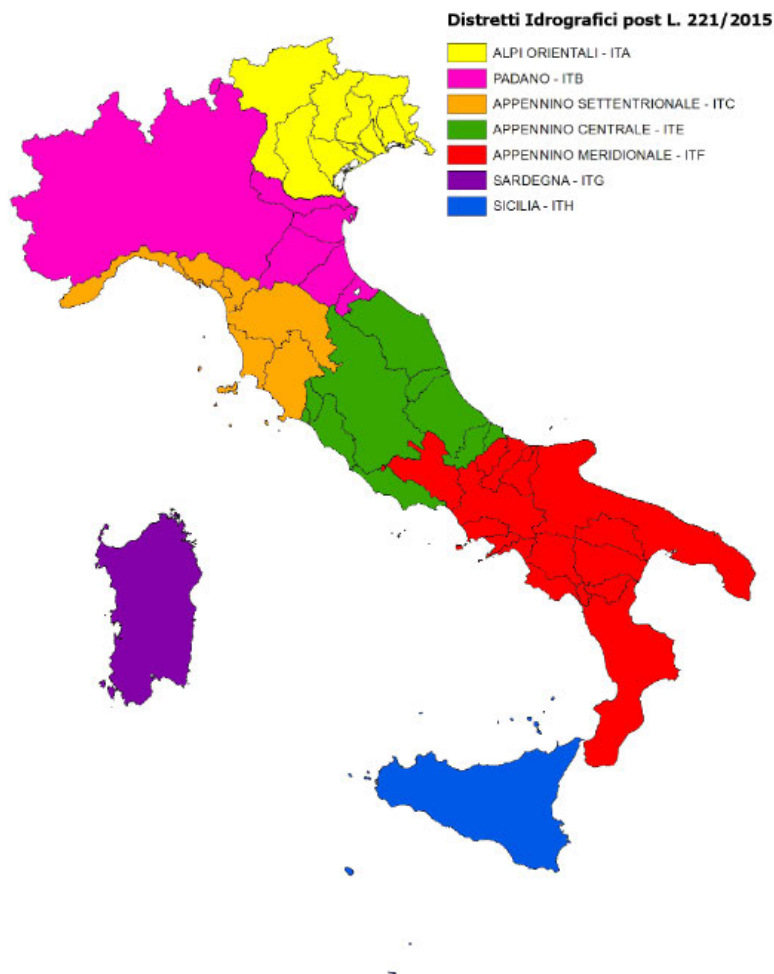 Distretti Idrografici post L. 221/2015
ALPI ORIENTALI - ITA
PADANO - ITB
APPENNINO SETTENTRIONALE - ITC
APPENNINO CENTRALE - ITE
APPENNINO MERIDIONALE - ITF
SARDEGNA - ITG
SICILIA - ITH